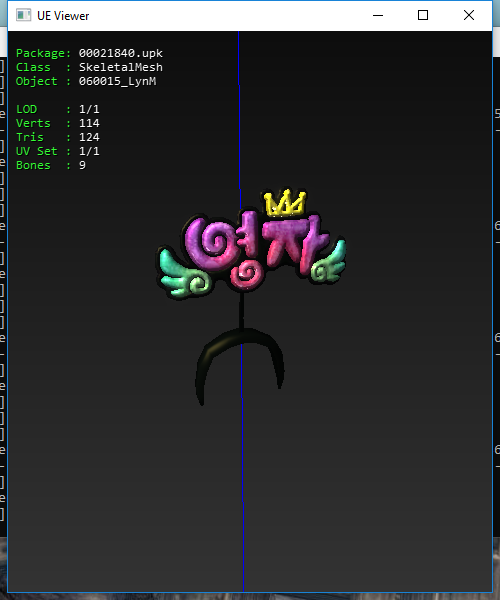 UE Viewer
Package: 00021840.upk
Class : SkeletalMesh
Object : 060015_LynM
LOD : 1/1
Verts : 114
Tris : 124
UV Set : 1/1
Bones : 9
영자